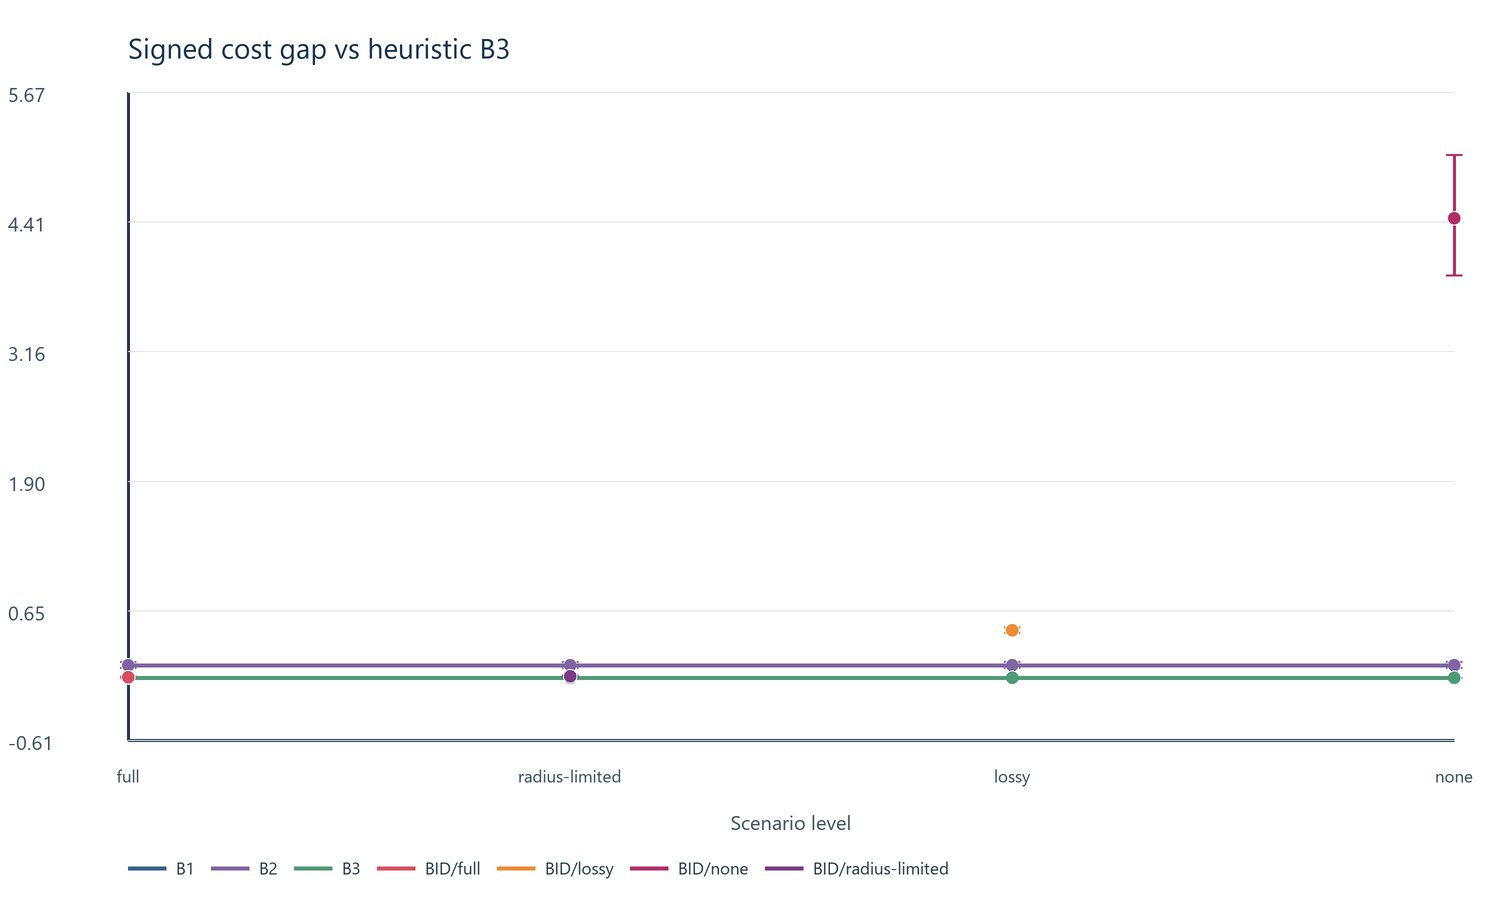 Signed cost gap vs heuristic B3
5.67
4.41
3.16
1.90
0.65
-0.61
full radius-limited lossy none
Scenario level
B1 B2 B3 BID/full BID/lossy BID/none BID/radius-limited